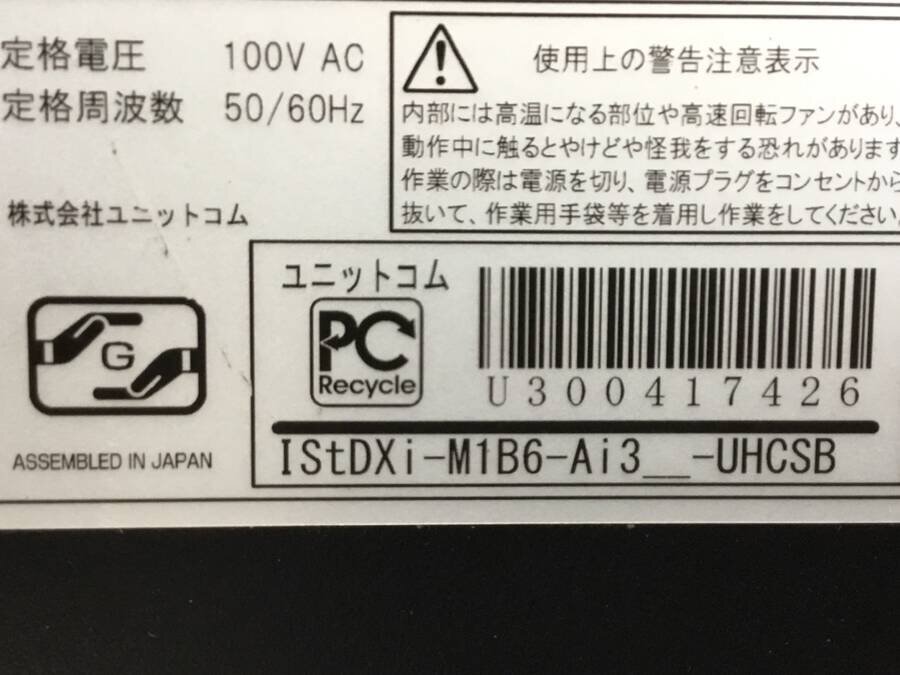 定格電圧 100V AC
定格周波数 50/60Hz
株式会社ユニットコム
使用上の警告注意表示
内部には高温になる部位や高速回転ファンがあり、
動作中に触るとやけどや怪我をする恐れがあります
作業の際は電源を切り、電源プラグをコンセントから
抜いて、作業用手袋等を着用し作業をしてください。
G
ASSEMBLED IN JAPAN
ユニットコム
PC
Recycle
U300417426
IStDXi-M1B6-Ai3__-UHCSB